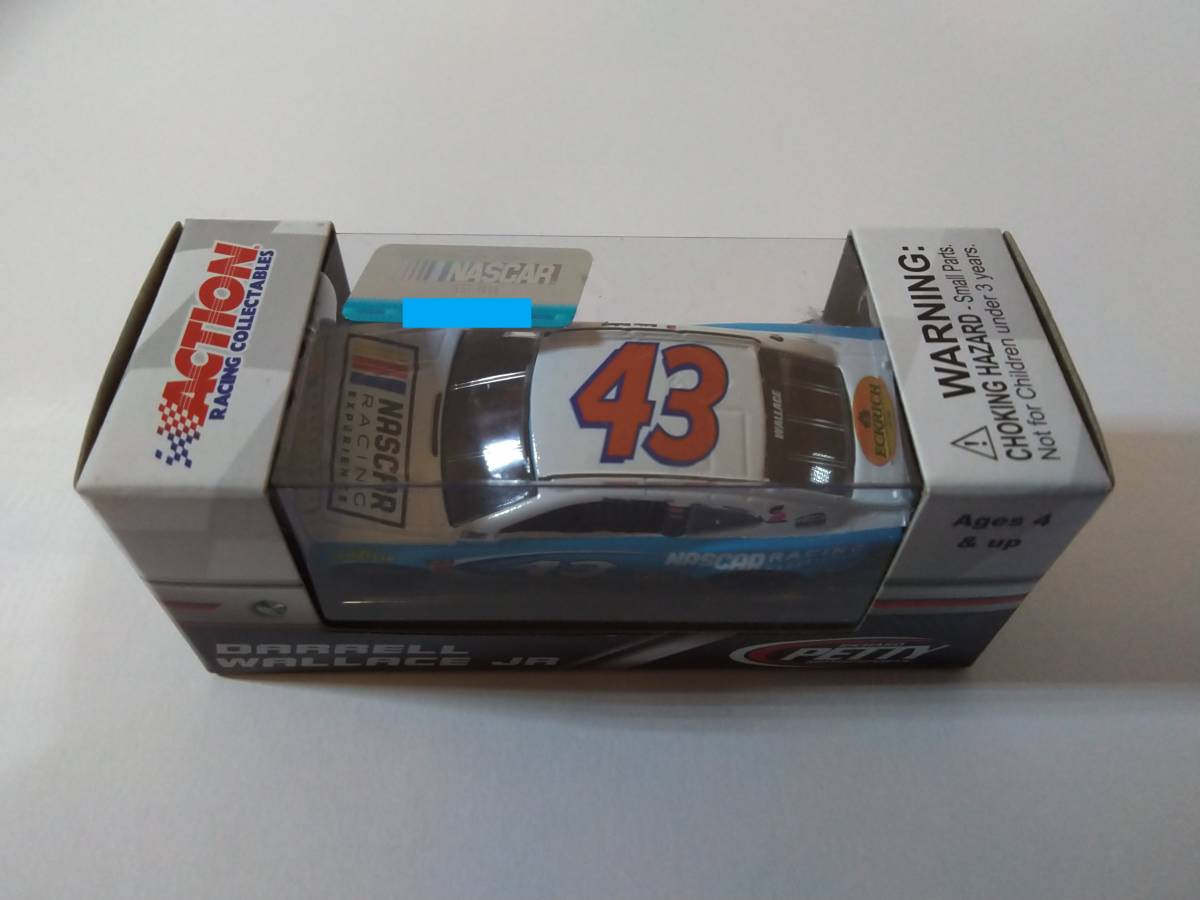 ACTION
RACING COLLECTABLES
NASCAR
WARNING:
CHOKING HAZARD - Small Parts.
Not for Children under 3 years.
43
WALLACE
ECKRICH
NASCAR
RACING
EXPERIENCE
Ages 4
& up
43
NASCAR RACING
DARRELL
WALLACE JR
PETTY